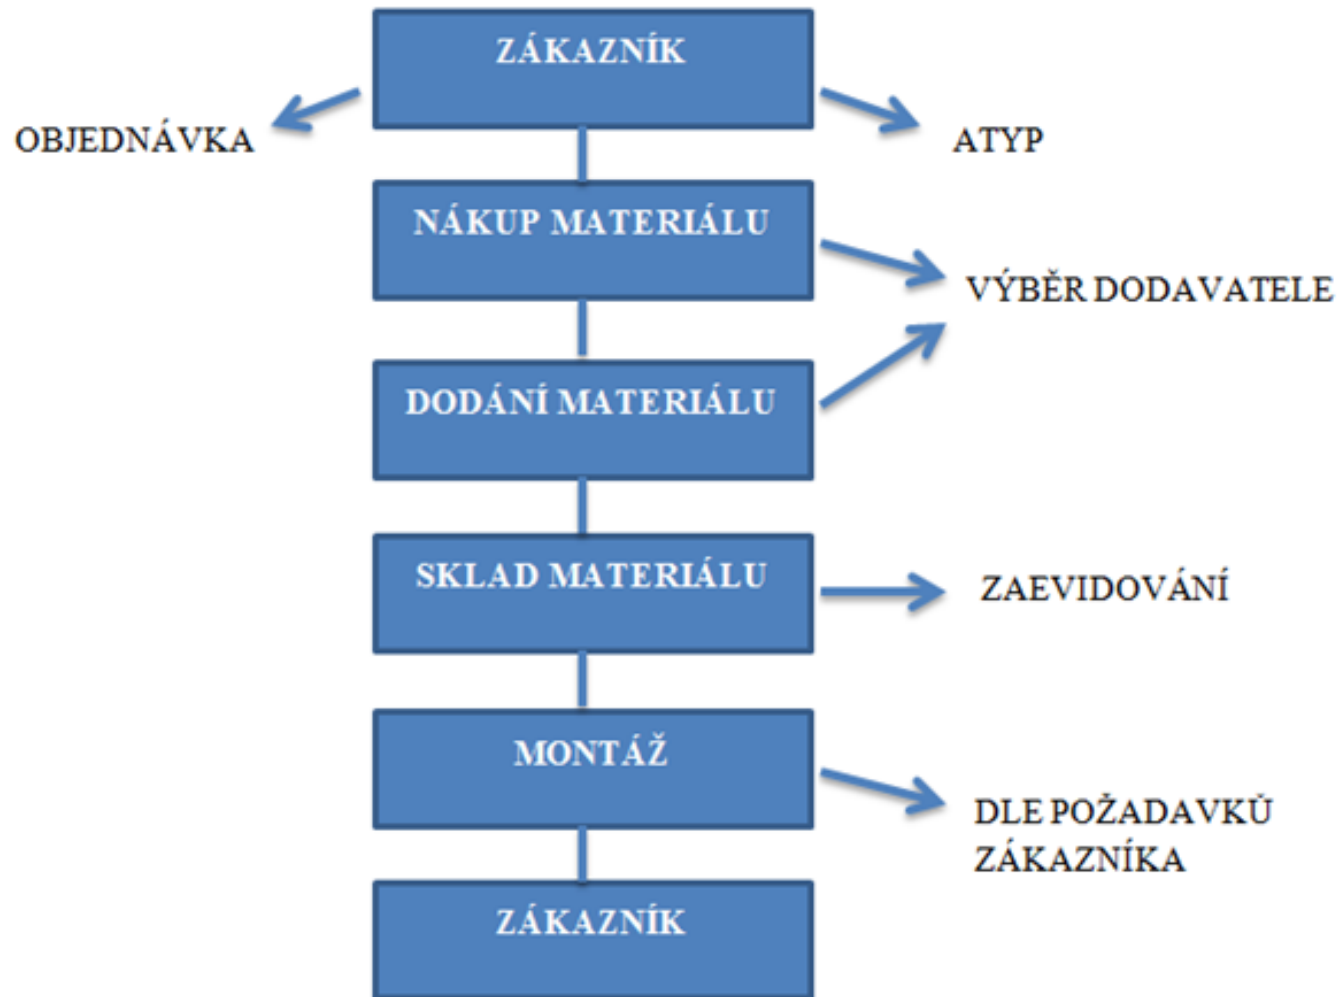 ZÁKAZNÍK
OBJEDNÁVKA
ATYP
NÁKUP MATERIÁLU
VÝBĚR DODAVATELE
DODÁNÍ MATERIÁLU
SKLAD MATERIÁLU
ZAEVIDOVÁNÍ
MONTÁŽ
DLE POŽADAVKŮ
ZÁKAZNÍKA
ZÁKAZNÍK